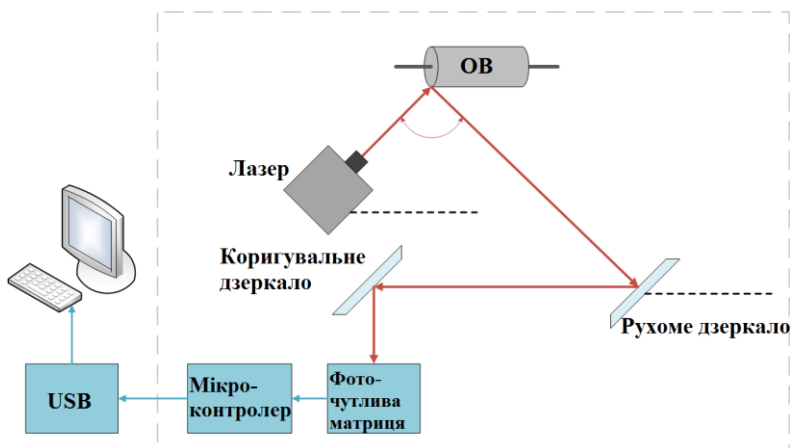 ОВ
Лазер
Коригувальне
дзеркало
Рухоме дзеркало
USB
Мікро-
контролер
Фото-
чутлива
матриця